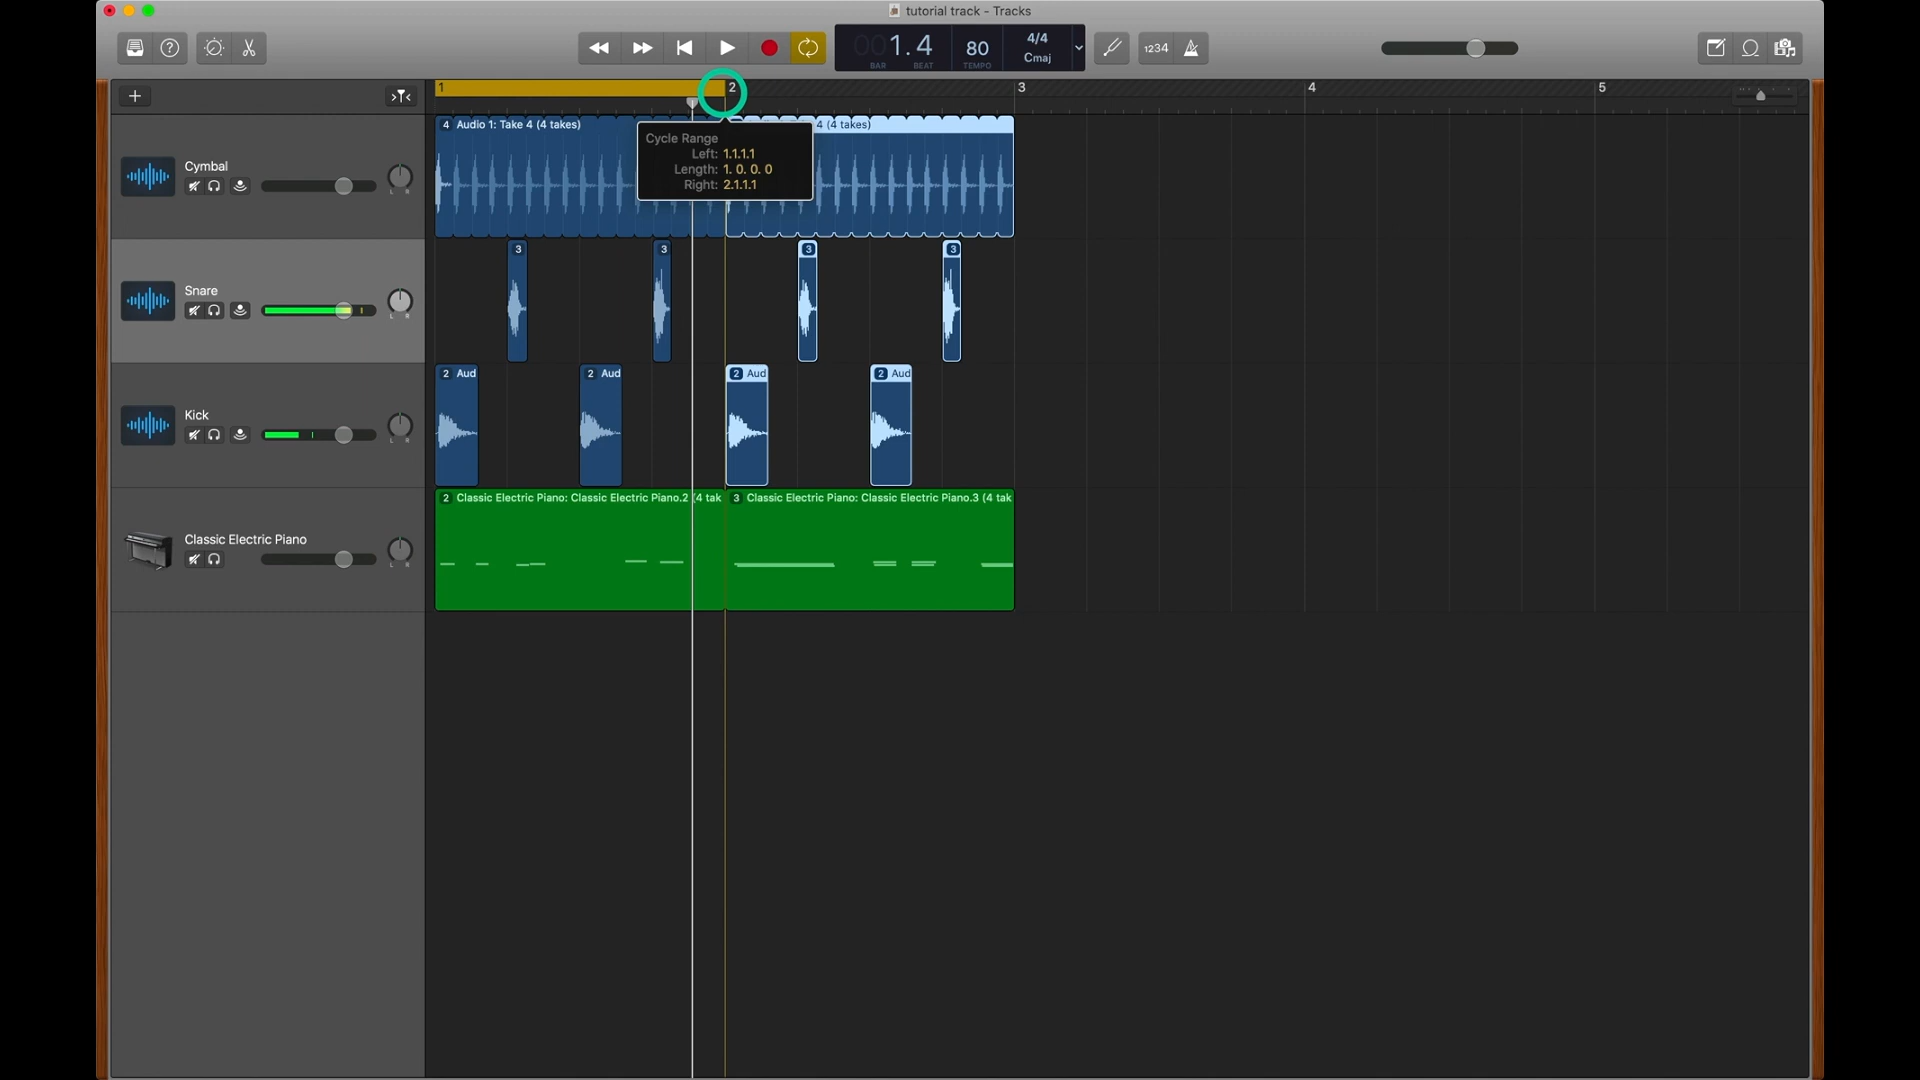 tutorial track - Tracks
001.4
BAR BEAT
80
TEMPO
4/4
Cmaj
1234
1 2 3 4 5
4 Audio 1: Take 4 (4 takes)
4 (4 takes)
Cycle Range
Left: 1.1.1.1
Length: 1. 0. 0. 0
Right: 2.1.1.1
Cymbal
L R
3 3 3 3
Snare
L R
2 Aud 2 Aud 2 Aud 2 Aud
Kick
L R
2 Classic Electric Piano: Classic Electric Piano.2 (4 tak
3 Classic Electric Piano: Classic Electric Piano.3 (4 tak
Classic Electric Piano
L R